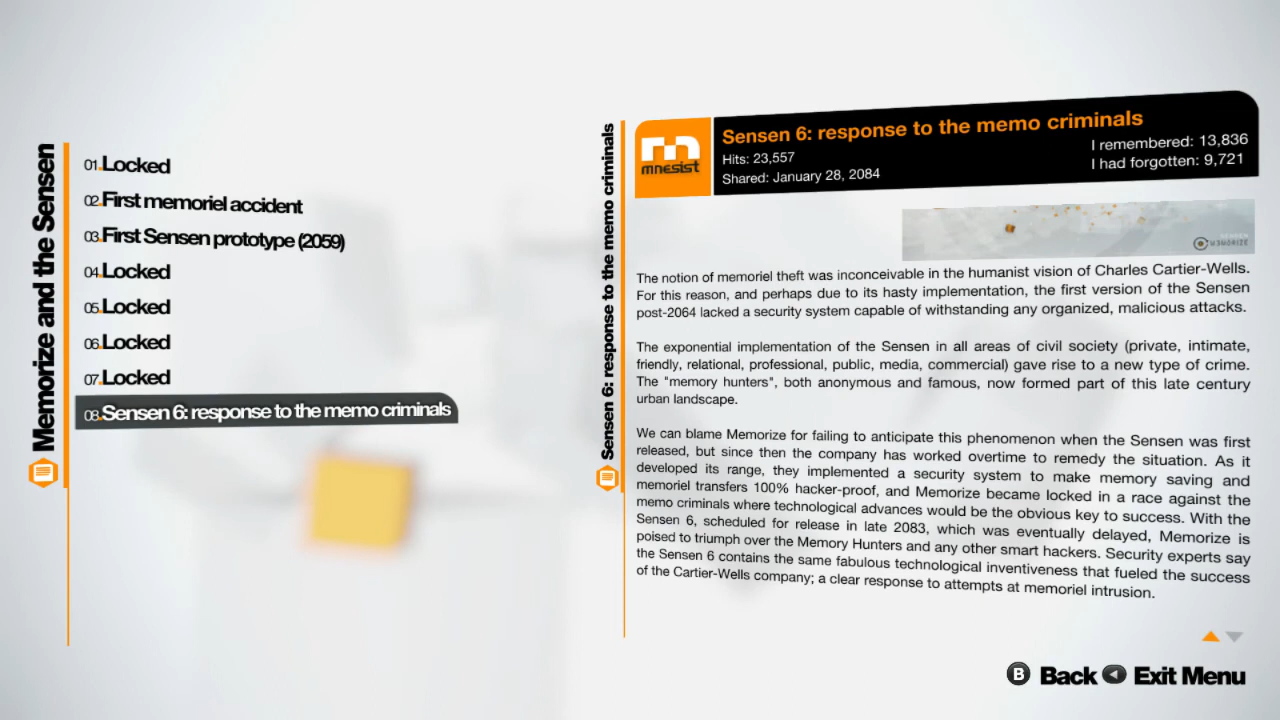 Memorize and the Sensen
01.Locked
02.First memoriel accident
03.First Sensen prototype (2059)
04.Locked
05.Locked
06.Locked
07.Locked
08.Sensen 6: response to the memo criminals
Sensen 6: response to the memo criminals
mnesist
Sensen 6: response to the memo criminals
Hits: 23,557
Shared: January 28, 2084
I remembered: 13,836
I had forgotten: 9,721
SENSEN
M3MORIZE
The notion of memoriel theft was inconceivable in the humanist vision of Charles Cartier-Wells.
For this reason, and perhaps due to its hasty implementation, the first version of the Sensen
post-2064 lacked a security system capable of withstanding any organized, malicious attacks.
The exponential implementation of the Sensen in all areas of civil society (private, intimate,
friendly, relational, professional, public, media, commercial) gave rise to a new type of crime.
The "memory hunters", both anonymous and famous, now formed part of this late century
urban landscape.
We can blame Memorize for failing to anticipate this phenomenon when the Sensen was first
released, but since then the company has worked overtime to remedy the situation. As it
developed its range, they implemented a security system to make memory saving and
memoriel transfers 100% hacker-proof, and Memorize became locked in a race against the
memo criminals where technological advances would be the obvious key to success. With the
Sensen 6, scheduled for release in late 2083, which was eventually delayed, Memorize is
poised to triumph over the Memory Hunters and any other smart hackers. Security experts say
the Sensen 6 contains the same fabulous technological inventiveness that fueled the success
of the Cartier-Wells company; a clear response to attempts at memoriel intrusion.
B Back Exit Menu